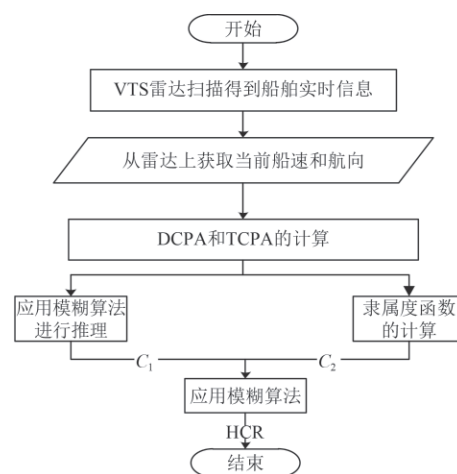 开始
VTS雷达扫描得到船舶实时信息
从雷达上获取当前船速和航向
DCPA和TCPA的计算
应用模糊算法
进行推理
隶属度函数
的计算
C₁
C₂
应用模糊算法
HCR
结束